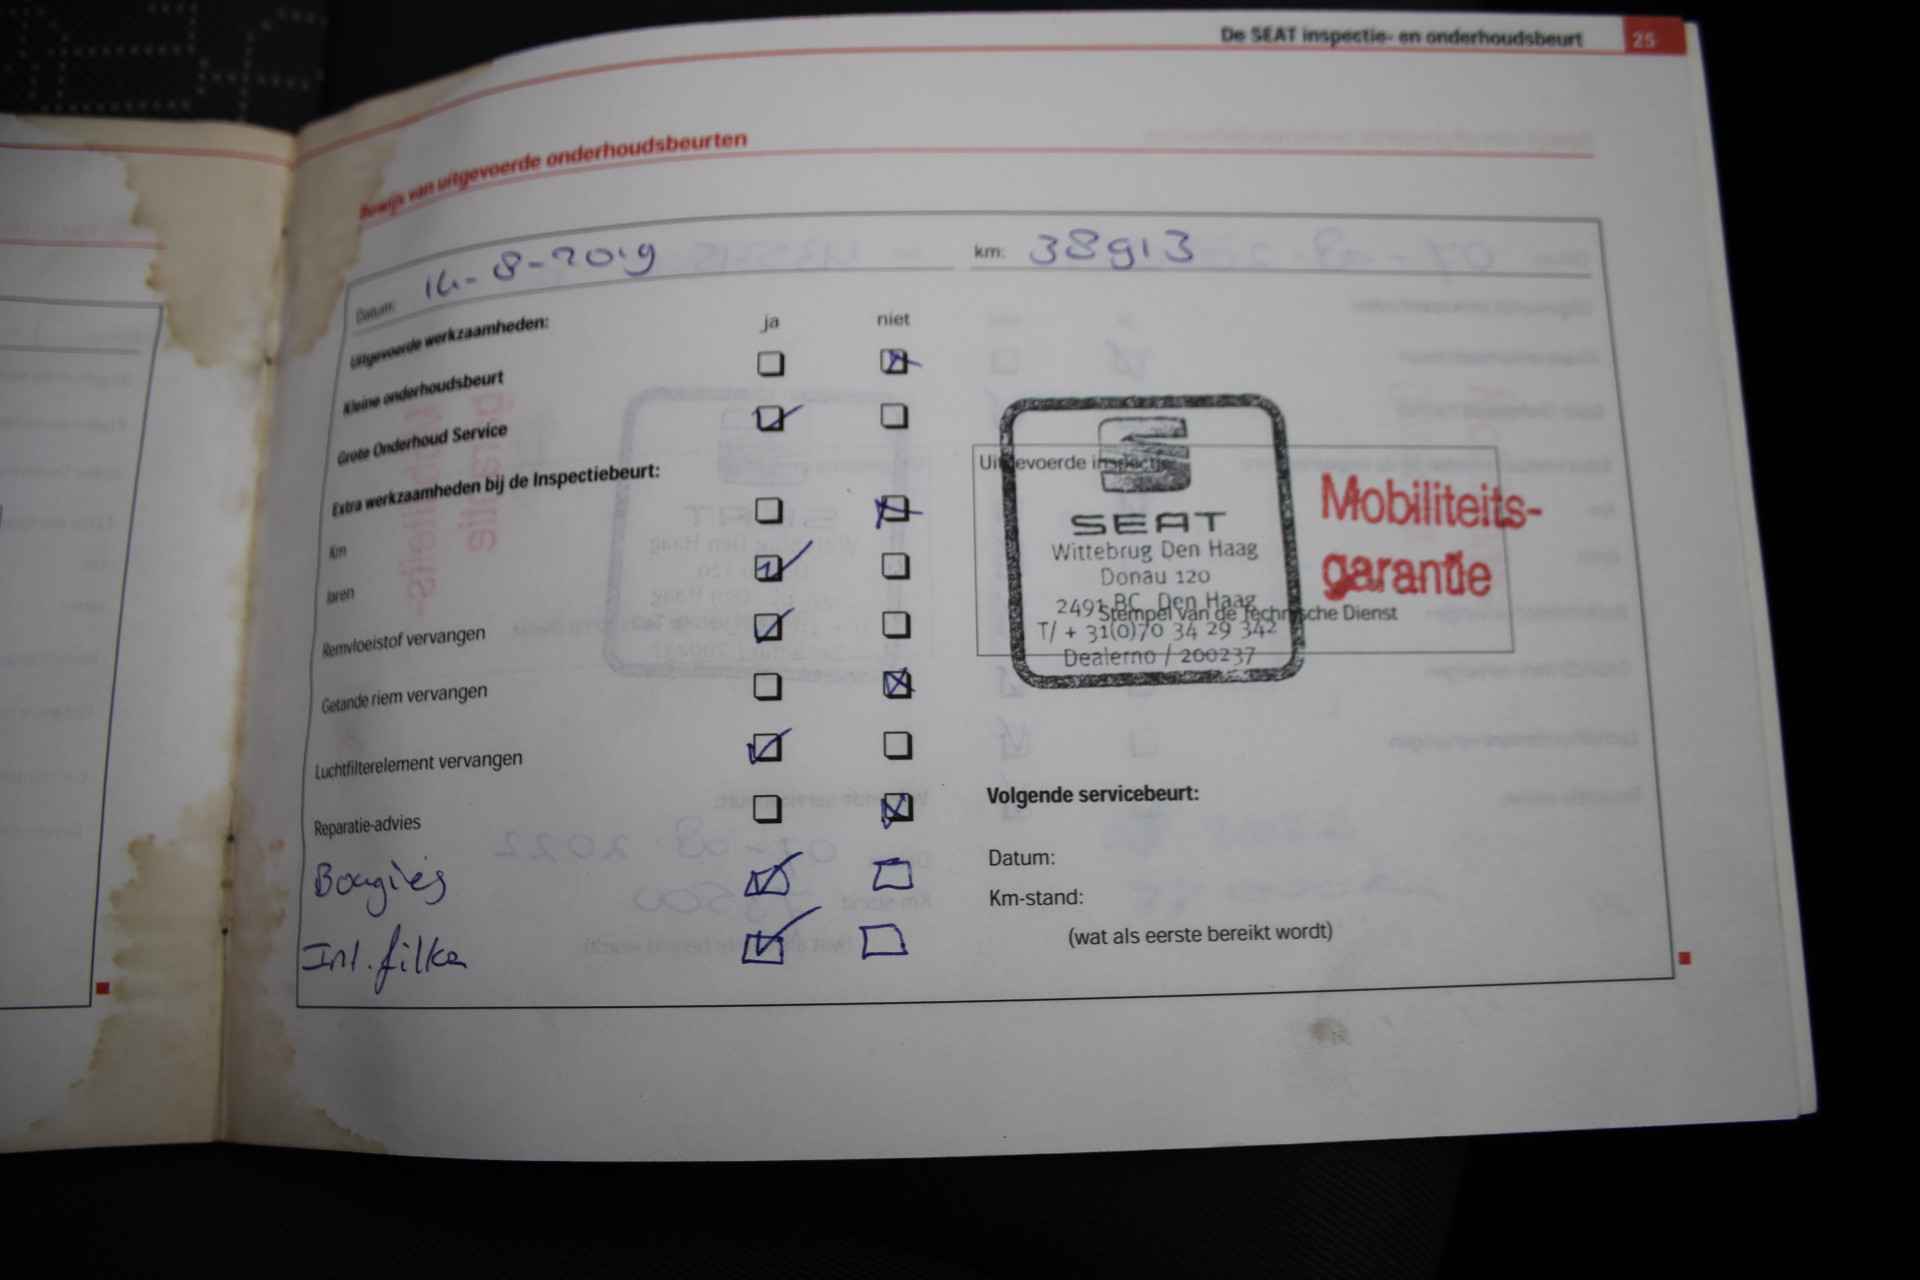 De SEAT inspectie- en onderhoudsbeurt 25
Bewijs van uitgevoerde onderhoudsbeurten
Datum: 14-8-2019 km: 38913
Uitgevoerde werkzaamheden: ja niet
Kleine onderhoudsbeurt
Grote Onderhoud Service
Extra werkzaamheden bij de Inspectiebeurt:
Km
Jaren
Remvloeistof vervangen
Getande riem vervangen
Luchtfilterelement vervangen
Reparatie-advies
Bougies
Int. filter
Uitgevoerde inspectie
SEAT
Wittebrug Den Haag
Donau 120
2491 BC Den Haag
Stempel van de Technische Dienst
T/ + 31(0)70 34 29 342
Dealerno / 200237
Mobiliteits-
garantie
Volgende servicebeurt:
Datum:
Km-stand:
(wat als eerste bereikt wordt)